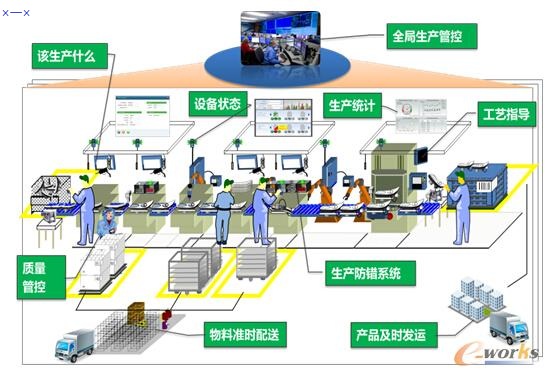 ×一×
全局生产管控
该生产什么
设备状态
生产统计
工艺指导
质量
管控
生产防错系统
物料准时配送
产品及时发运
e-works